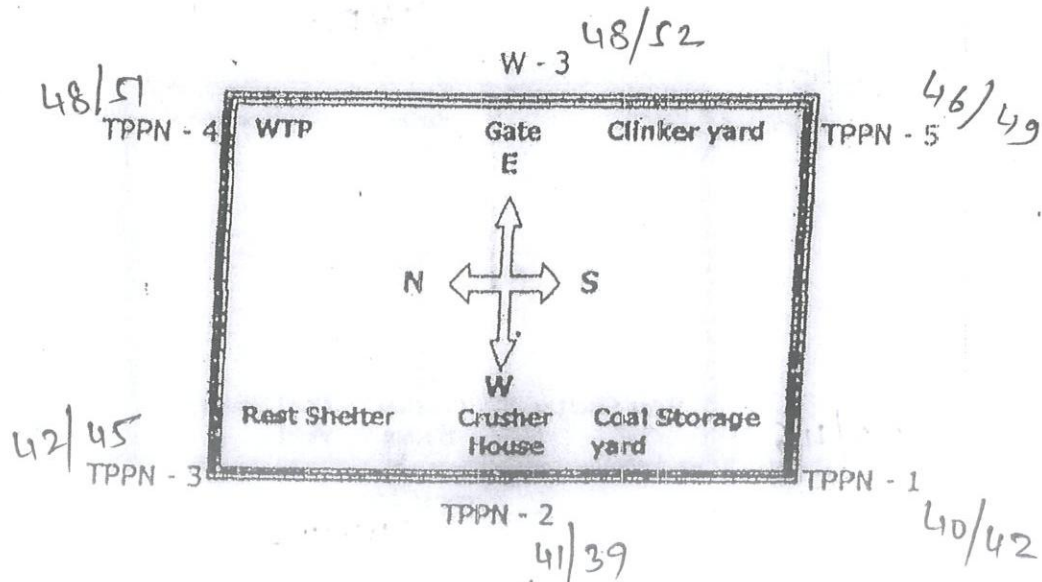 48/52
W - 3
48/51
46/49
TPPN - 4
WTP
Gate
Clinker yard
TPPN - 5
E
N
S
W
Rest Shelter
Crusher
House
Coal Storage
yard
42/45
TPPN - 3
TPPN - 1
TPPN - 2
40/42
41/39